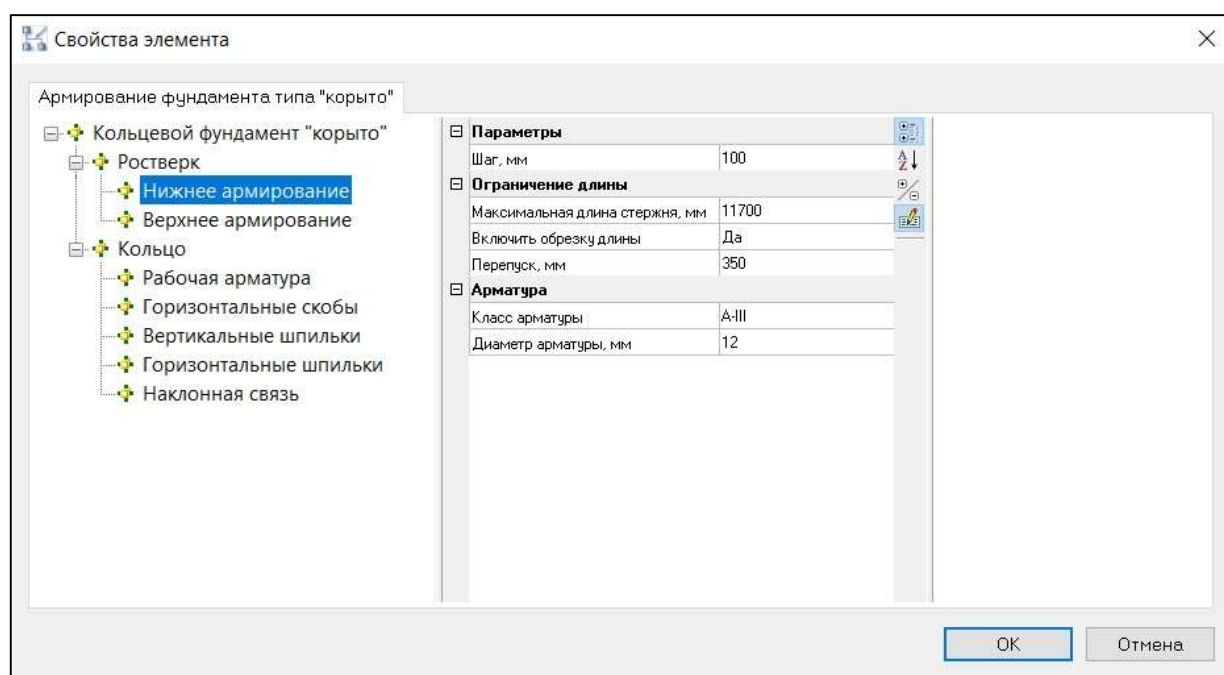 Свойства элемента
Армирование фундамента типа "корыто"
Кольцевой фундамент "корыто"
Ростверк
Нижнее армирование
Верхнее армирование
Кольцо
Рабочая арматура
Горизонтальные скобы
Вертикальные шпильки
Горизонтальные шпильки
Наклонная связь
Параметры
Шаг, мм 100
Ограничение длины
Максимальная длина стержня, мм 11700
Включить обрезку длины Да
Перепуск, мм 350
Арматура
Класс арматуры A-III
Диаметр арматуры, мм 12
OK Отмена